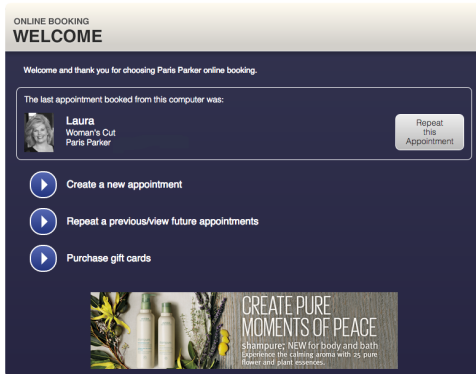 ONLINE BOOKING
WELCOME
Welcome and thank you for choosing Paris Parker online booking.
The last appointment booked from this computer was:
Laura
Woman's Cut
Paris Parker
Repeat
this
Appointment
Create a new appointment
Repeat a previous/view future appointments
Purchase gift cards
CREATE PURE
MOMENTS OF PEACE
shampure; NEW for body and bath
Experience the calming aroma with 25 pure
flower and plant essences.